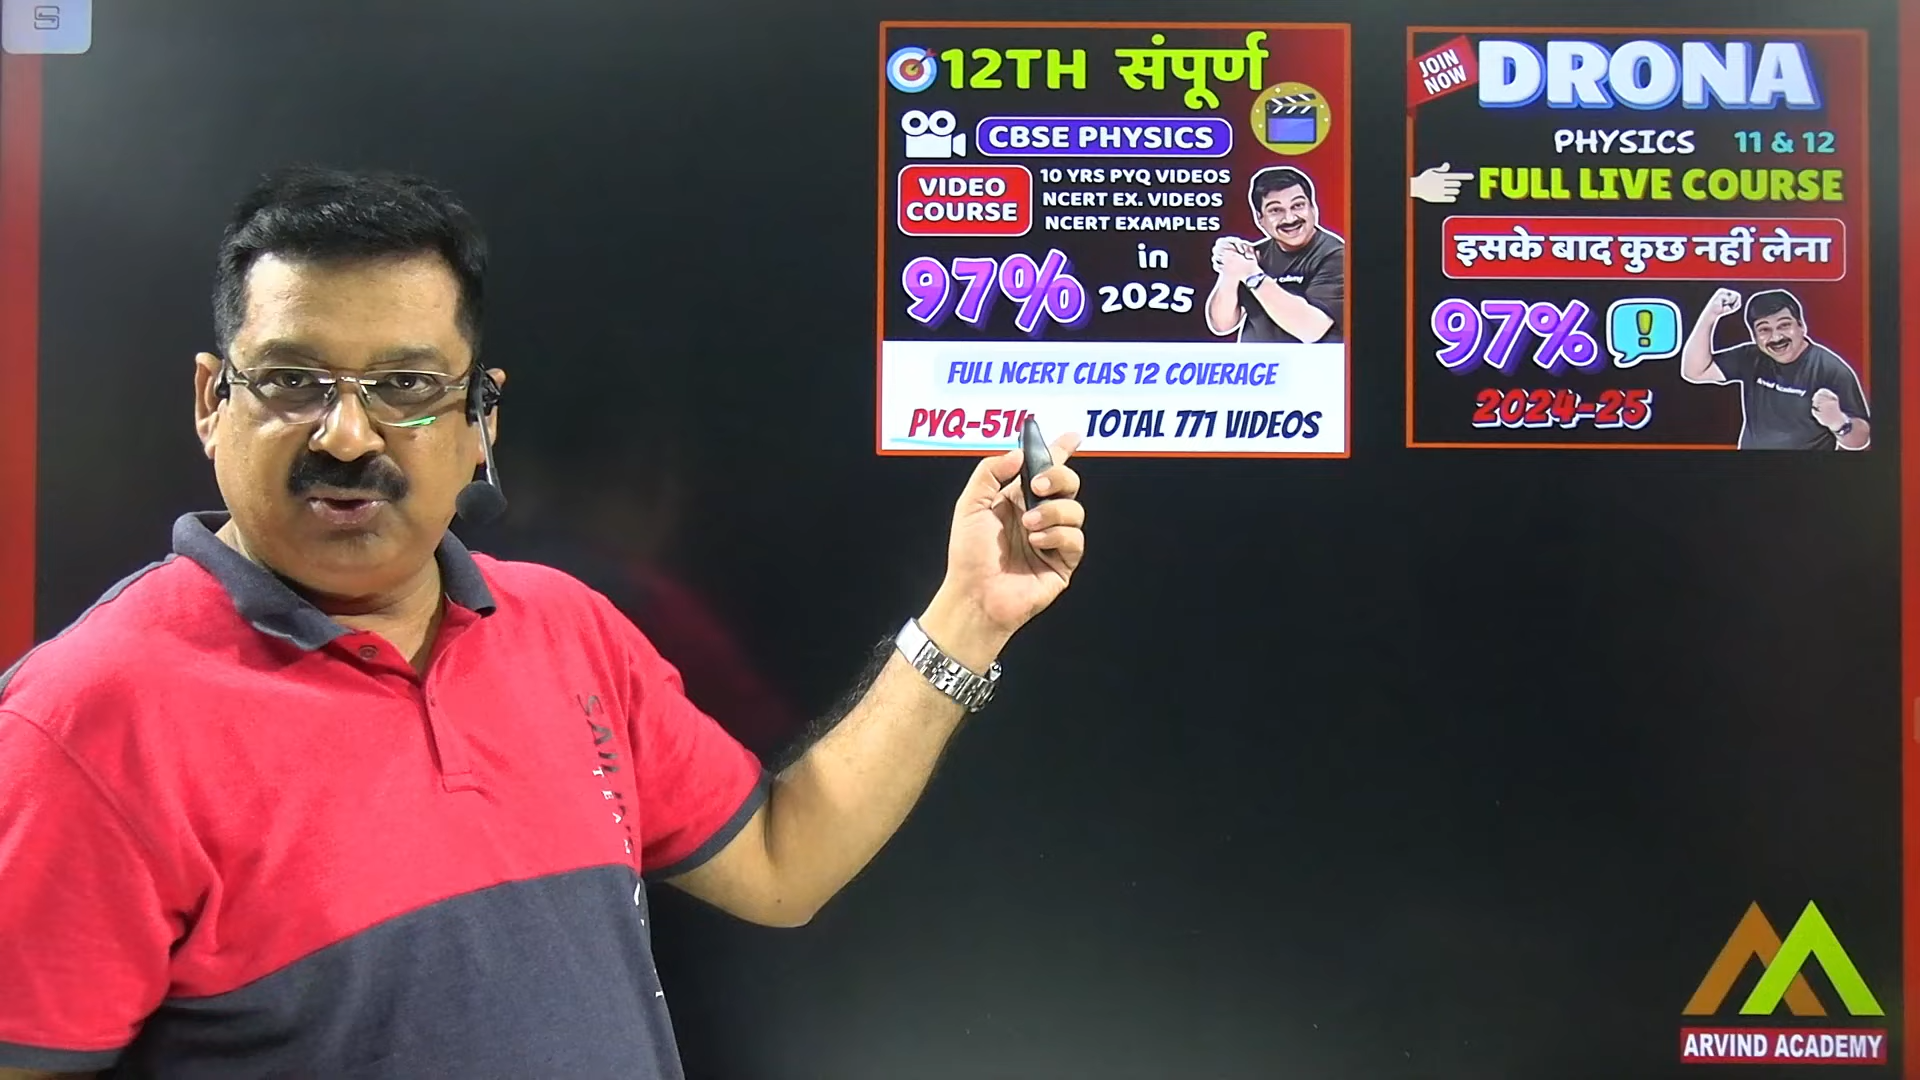 12TH संपूर्ण
CBSE PHYSICS
VIDEO COURSE
10 YRS PYQ VIDEOS
NCERT EX. VIDEOS
NCERT EXAMPLES
97% in 2025
FULL NCERT CLAS 12 COVERAGE
PYQ-514 TOTAL 771 VIDEOS
JOIN NOW
DRONA
PHYSICS 11 & 12
FULL LIVE COURSE
इसके बाद कुछ नहीं लेना
97% !
2024-25
ARVIND ACADEMY